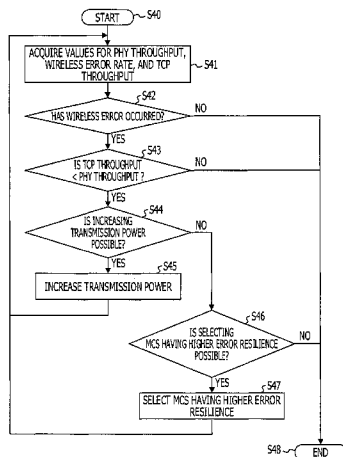 START
S40
ACQUIRE VALUES FOR PHY THROUGHPUT,
WIRELESS ERROR RATE, AND TCP
THROUGHPUT
S41
S42
HAS WIRELESS ERROR OCCURRED?
NO
YES
S43
IS TCP THROUGHPUT
< PHY THROUGHPUT ?
NO
YES
S44
IS INCREASING
TRANSMISSION POWER
POSSIBLE?
NO
YES
S45
INCREASE TRANSMISSION POWER
S46
IS SELECTING
MCS HAVING HIGHER ERROR
RESILIENCE
POSSIBLE?
NO
YES
S47
SELECT MCS HAVING HIGHER ERROR
RESILIENCE
S48
END